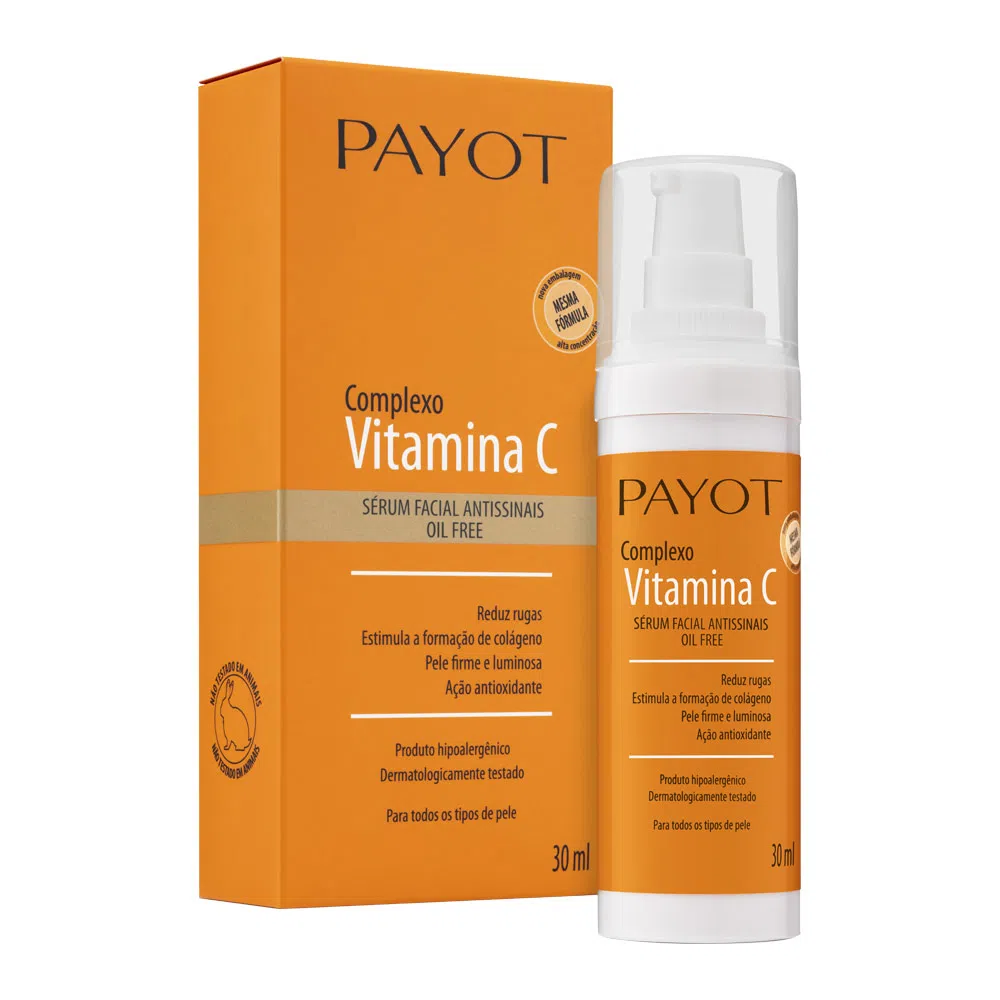 PAYOT
nova embalagem
MESMA
FÓRMULA
alta concentração
Complexo
Vitamina C
SÉRUM FACIAL ANTISSINAIS
OIL FREE
Reduz rugas
Estimula a formação de colágeno
Pele firme e luminosa
Ação antioxidante
NÃO TESTADO EM ANIMAIS
NÃO TESTADO EM ANIMAIS
Produto hipoalergênico
Dermatologicamente testado
Para todos os tipos de pele
30 ml
PAYOT
Complexo
Vitamina C
SÉRUM FACIAL ANTISSINAIS
OIL FREE
Reduz rugas
Estimula a formação de colágeno
Pele firme e luminosa
Ação antioxidante
Produto hipoalergênico
Dermatologicamente testado
Para todos os tipos de pele
30 ml